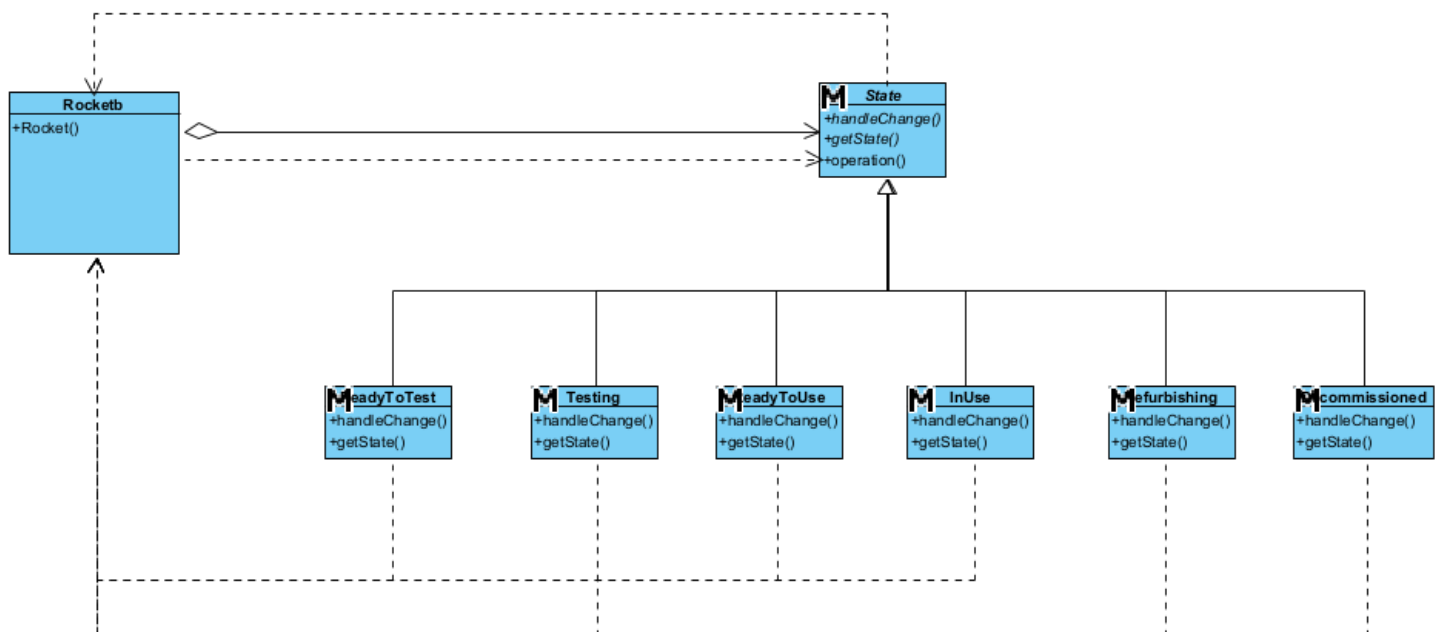 Rocketb
+Rocket()
M State
+handleChange()
+getState()
+operation()
M eadyToTest
+handleChange()
+getState()
M Testing
+handleChange()
+getState()
M eadyToUse
+handleChange()
+getState()
M InUse
+handleChange()
+getState()
M efurbishing
+handleChange()
+getState()
M commissioned
+handleChange()
+getState()